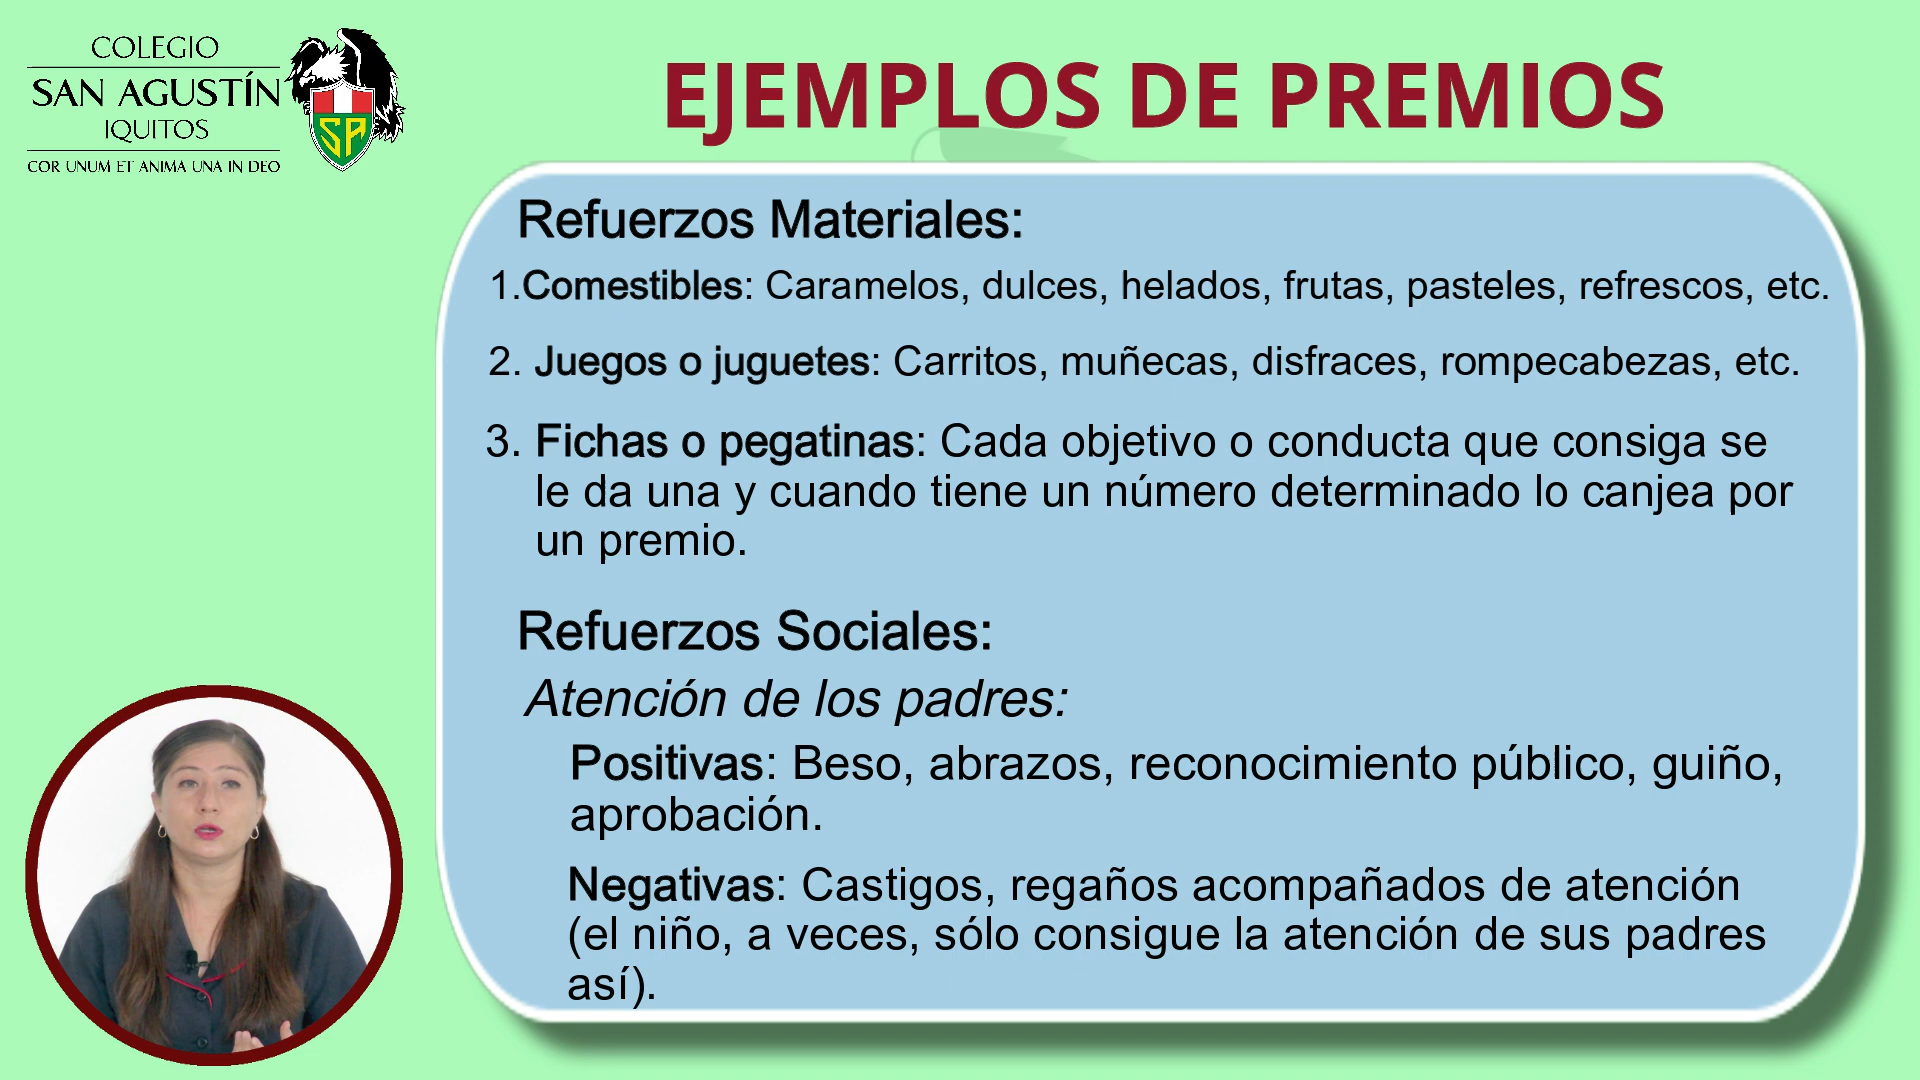 COLEGIO
SAN AGUSTÍN
IQUITOS
COR UNUM ET ANIMA UNA IN DEO
SA
EJEMPLOS DE PREMIOS
Refuerzos Materiales:
1.Comestibles: Caramelos, dulces, helados, frutas, pasteles, refrescos, etc.
2. Juegos o juguetes: Carritos, muñecas, disfraces, rompecabezas, etc.
3. Fichas o pegatinas: Cada objetivo o conducta que consiga se
le da una y cuando tiene un número determinado lo canjea por
un premio.
Refuerzos Sociales:
Atención de los padres:
Positivas: Beso, abrazos, reconocimiento público, guiño,
aprobación.
Negativas: Castigos, regaños acompañados de atención
(el niño, a veces, sólo consigue la atención de sus padres
así).